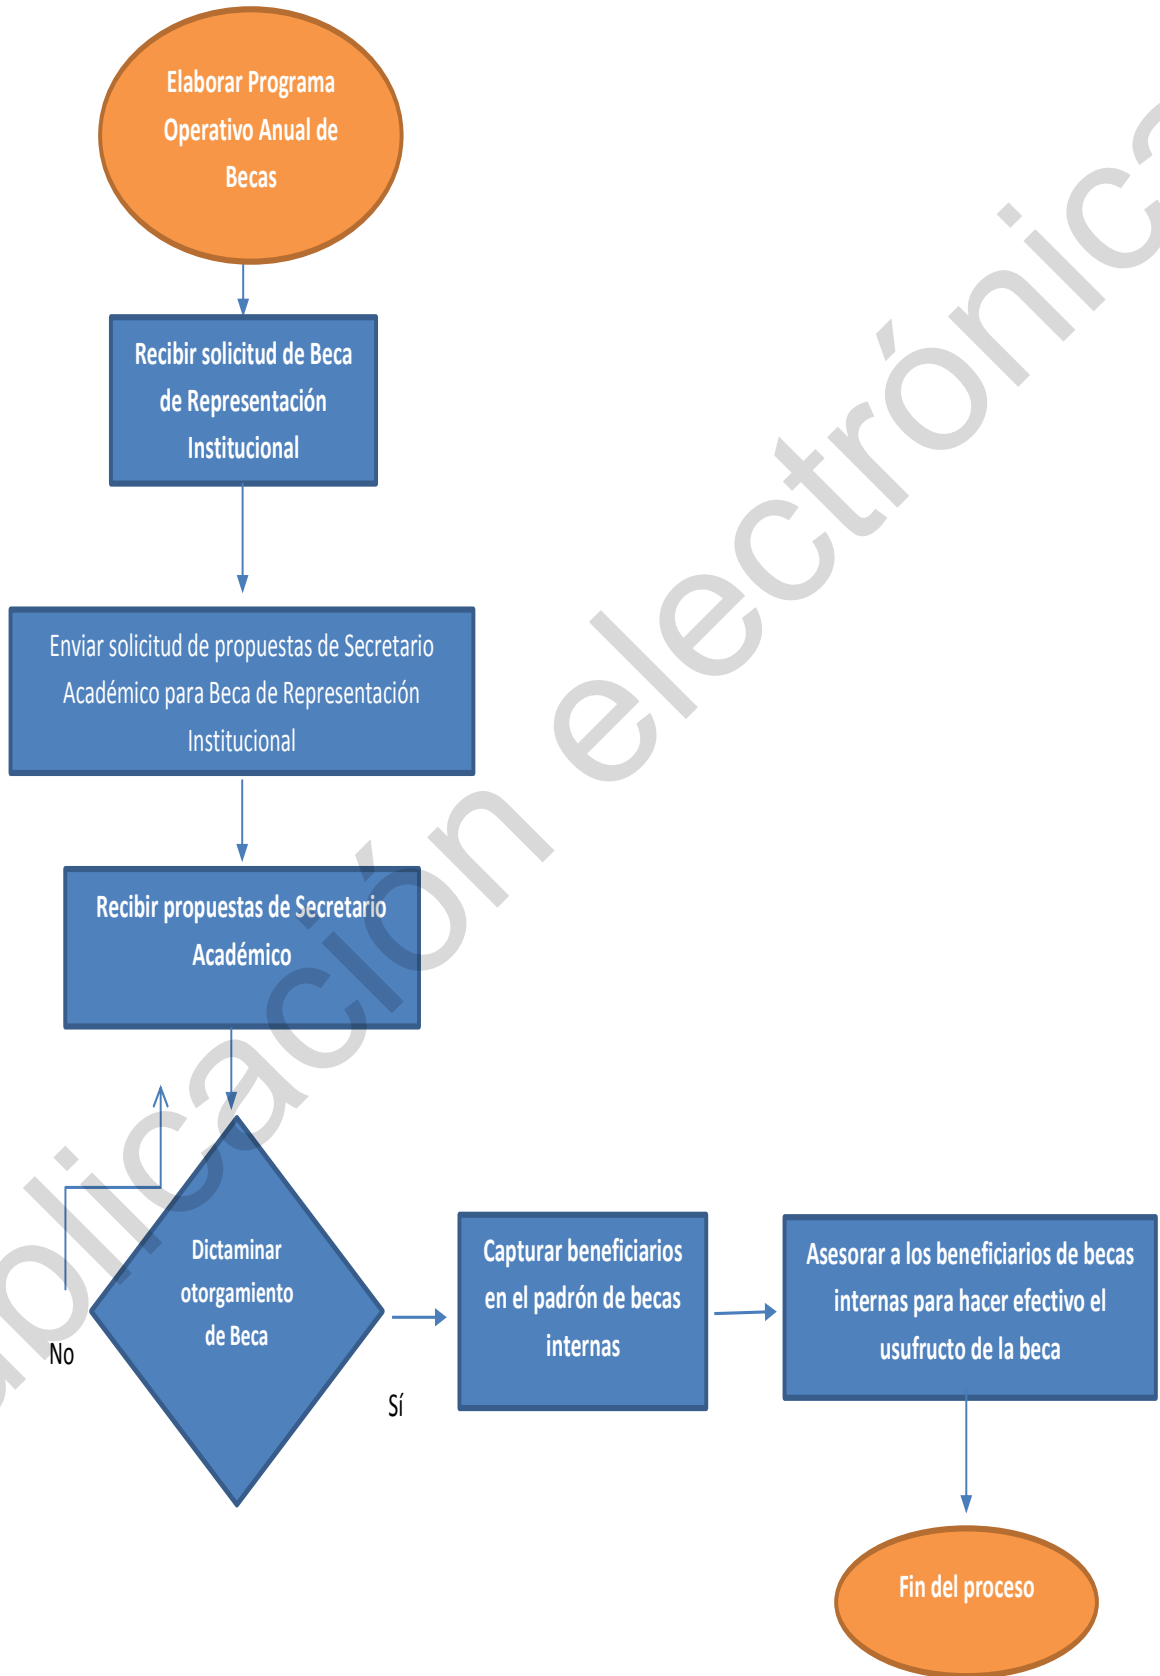 Elaborar Programa
Operativo Anual de
Becas
Recibir solicitud de Beca
de Representación
Institucional
Enviar solicitud de propuestas de Secretario
Académico para Beca de Representación
Institucional
Recibir propuestas de Secretario
Académico
Dictaminar
otorgamiento
de Beca
No
Sí
Capturar beneficiarios
en el padrón de becas
internas
Asesorar a los beneficiarios de becas
internas para hacer efectivo el
usufructo de la beca
Fin del proceso
electrónica